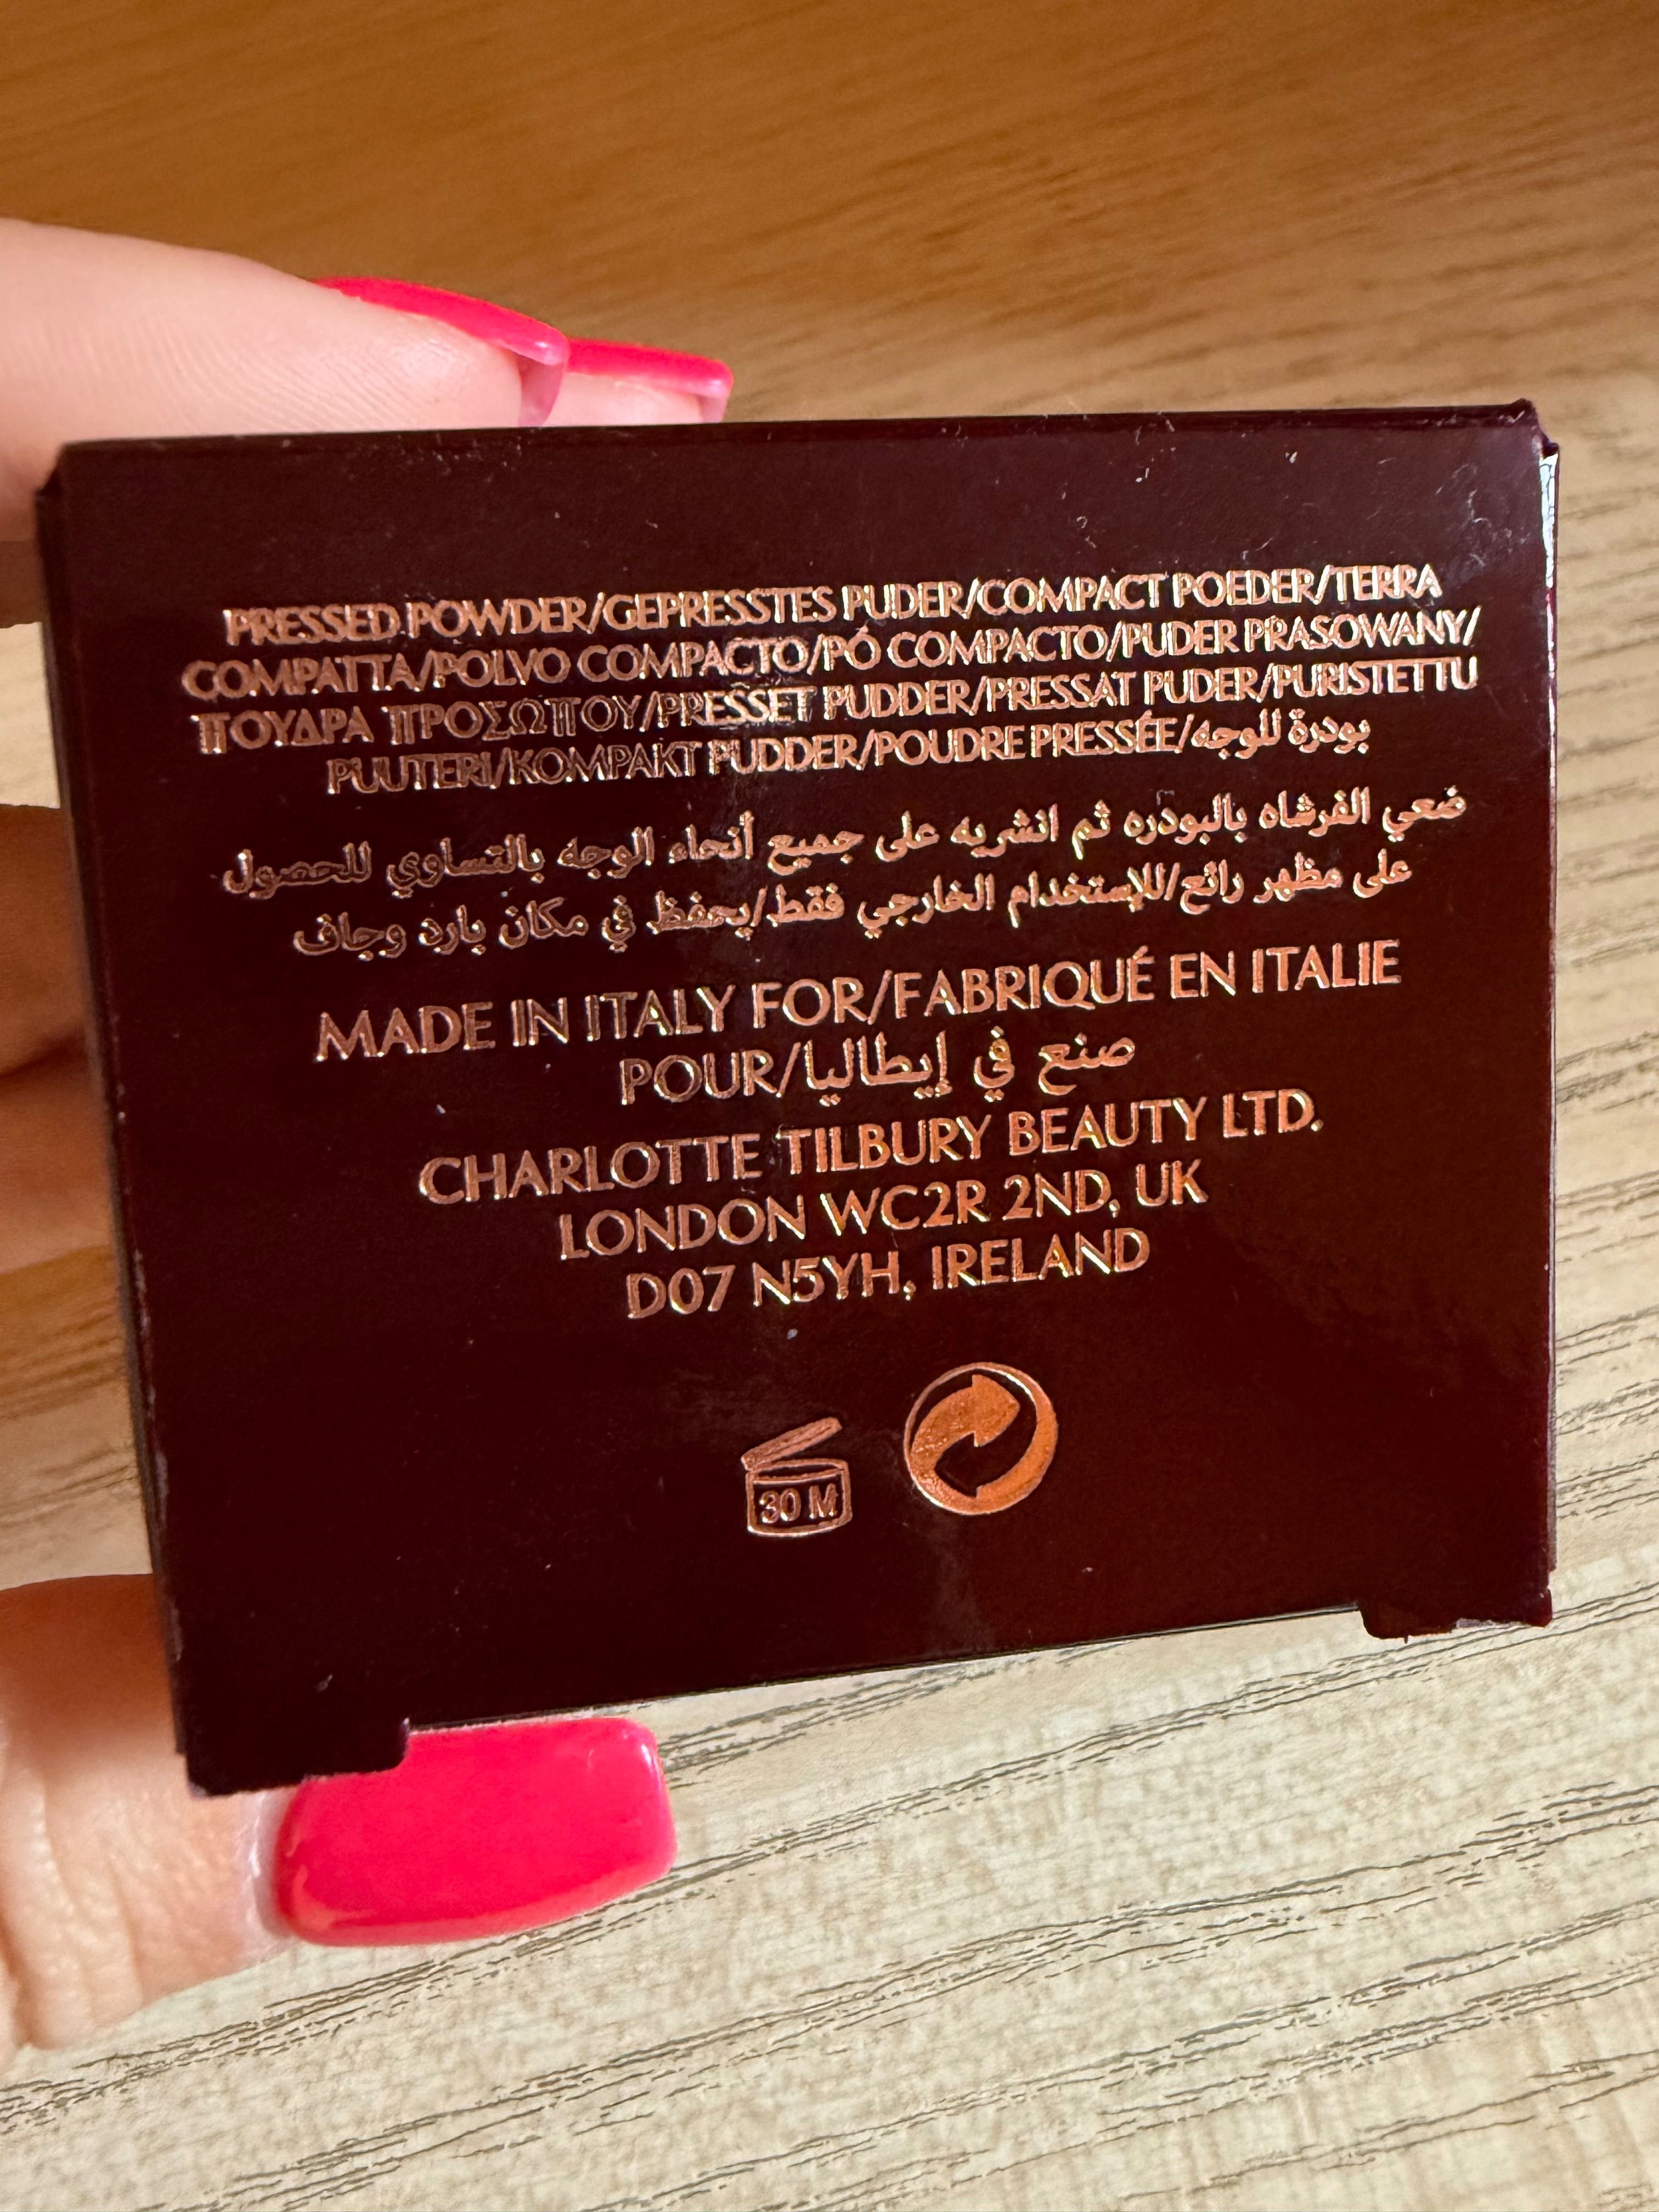 PRESSED POWDER/GEPRESSTES PUDER/COMPACT POEDER/TERRA
COMPATTA/POLVO COMPACTO/PÓ COMPACTO/PUDER PRASOWANY/
ΠΟΥΔΡΑ ΠΡΟΣΩΠΟΥ/PRESSET PUDDER/PRESSAT PUDER/PURISTETTU
PUUTERI/KOMPAKT PUDDER/POUDRE PRESSÉE/بودرة للوجه
ضعي الفرشاه بالبودره ثم انشريه على جميع أنحاء الوجه بالتساوي للحصول
على مظهر رائع/للإستخدام الخارجي فقط/يحفظ في مكان بارد وجاف
MADE IN ITALY FOR/FABRIQUÉ EN ITALIE
POUR/صنع في إيطاليا
CHARLOTTE TILBURY BEAUTY LTD.
LONDON WC2R 2ND, UK
D07 N5YH, IRELAND
30 M